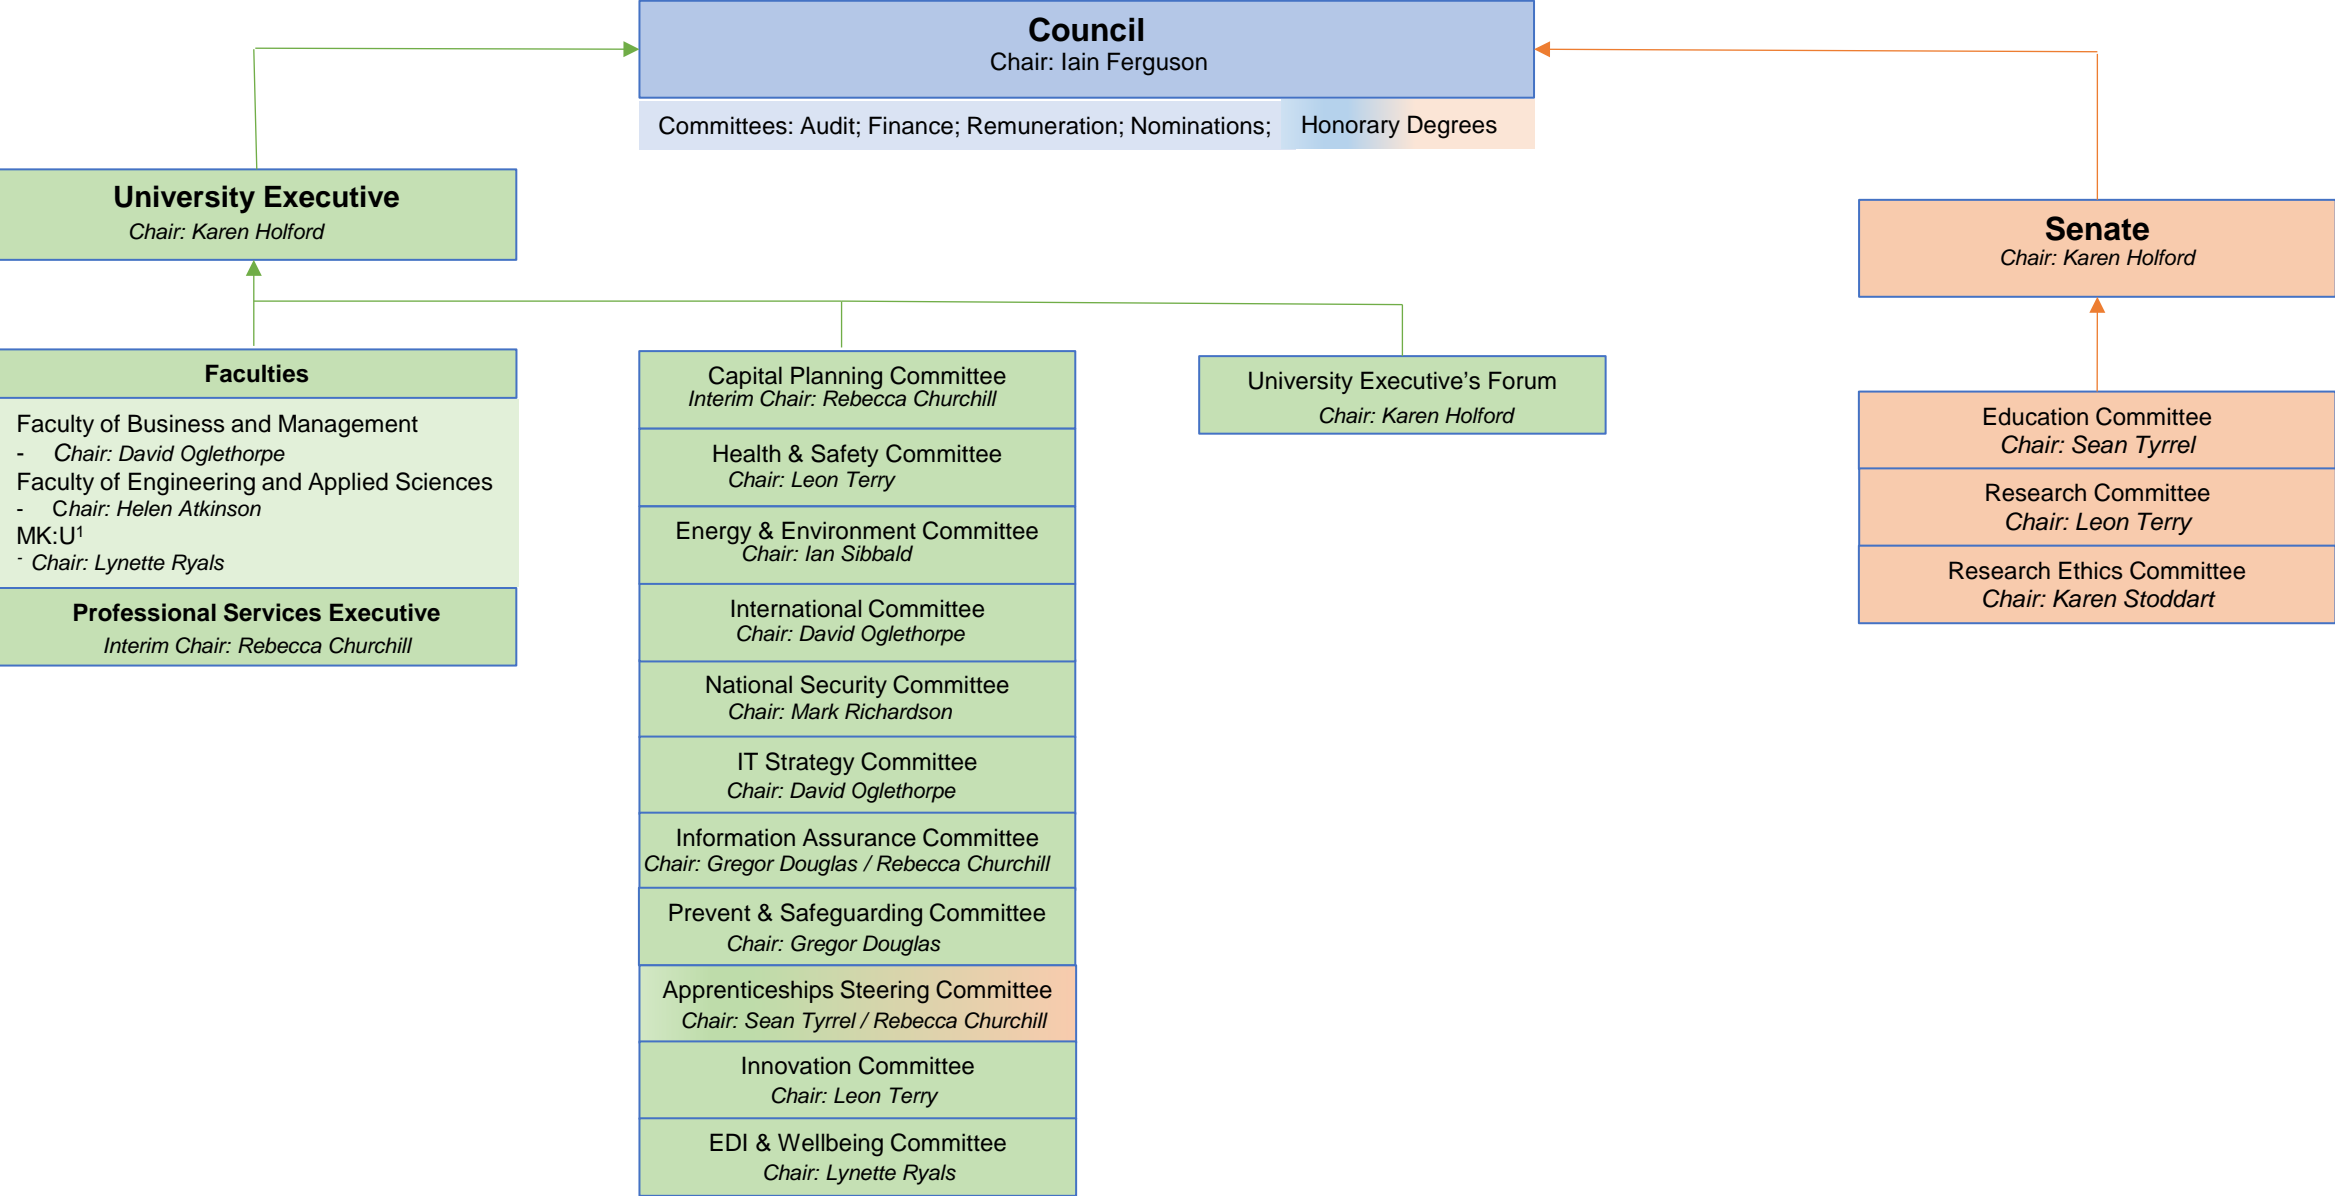 Council
Chair: Iain Ferguson
Committees: Audit; Finance; Remuneration; Nominations; Honorary Degrees
University Executive
Chair: Karen Holford
Senate
Chair: Karen Holford
Faculties
Faculty of Business and Management
- Chair: David Oglethorpe
Faculty of Engineering and Applied Sciences
- Chair: Helen Atkinson
MK:U¹
- Chair: Lynette Ryals
Professional Services Executive
Interim Chair: Rebecca Churchill
Capital Planning Committee
Interim Chair: Rebecca Churchill
Health & Safety Committee
Chair: Leon Terry
Energy & Environment Committee
Chair: Ian Sibbald
International Committee
Chair: David Oglethorpe
National Security Committee
Chair: Mark Richardson
IT Strategy Committee
Chair: David Oglethorpe
Information Assurance Committee
Chair: Gregor Douglas / Rebecca Churchill
Prevent & Safeguarding Committee
Chair: Gregor Douglas
Apprenticeships Steering Committee
Chair: Sean Tyrrel / Rebecca Churchill
Innovation Committee
Chair: Leon Terry
EDI & Wellbeing Committee
Chair: Lynette Ryals
University Executive’s Forum
Chair: Karen Holford
Education Committee
Chair: Sean Tyrrel
Research Committee
Chair: Leon Terry
Research Ethics Committee
Chair: Karen Stoddart